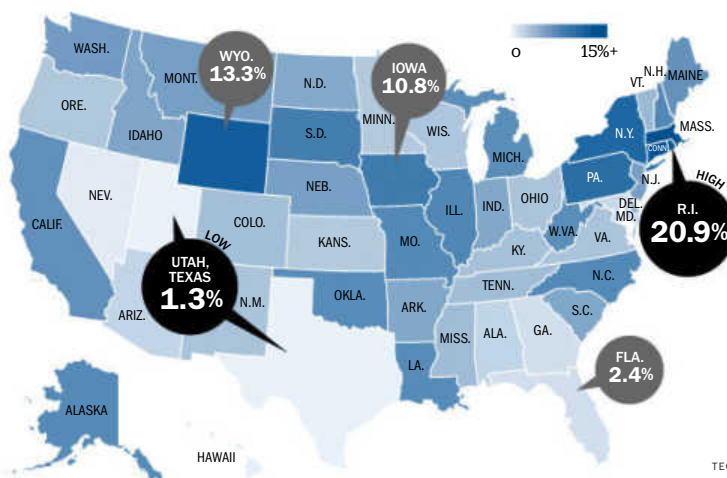 0 15%+
WASH.
WYO.
13.3%
MONT.
N.D.
IOWA
10.8%
N.H.
VT.
MAINE
ORE.
IDAHO
S.D.
MINN.
WIS.
N.Y.
MASS.
CONN.
MICH.
NEB.
PA.
N.J.
HIGH
R.I.
20.9%
NEV.
CALIF.
COLO.
ILL.
IND.
OHIO
DEL.
MD.
W.VA.
VA.
KANS.
MO.
KY.
LOW
UTAH,
TEXAS
1.3%
ARIZ.
N.M.
OKLA.
ARK.
TENN.
N.C.
S.C.
MISS.
ALA.
GA.
LA.
FLA.
2.4%
ALASKA
HAWAII